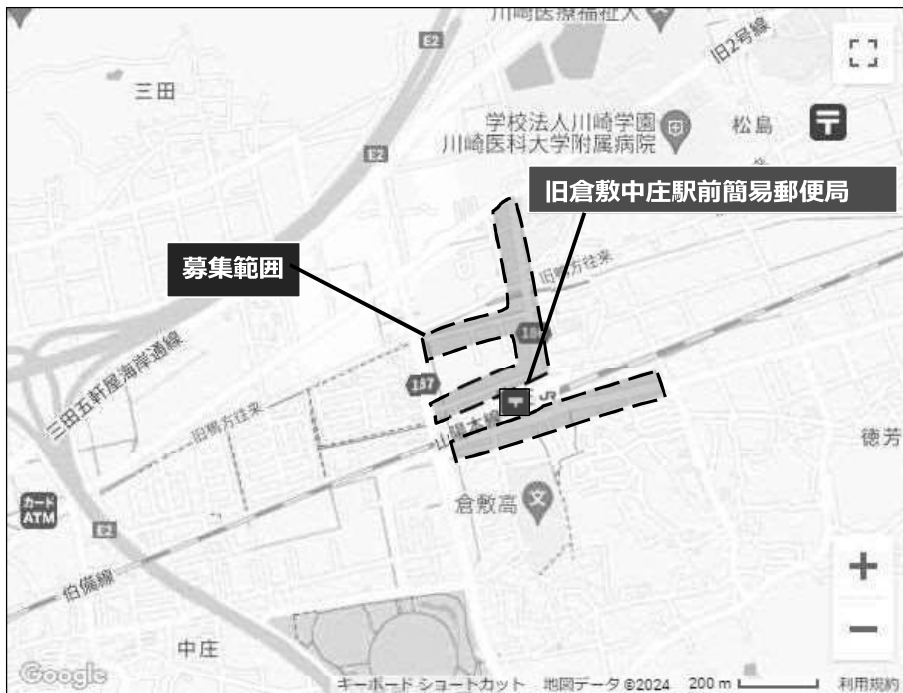 川崎医療福祉大
E2
旧2号線
三田
学校法人川崎学園
川崎医科大学附属病院
松島
E2
旧倉敷中庄駅前簡易郵便局
募集範囲
旧鴨方往来
187
三田五軒屋海岸通線
旧鴨方往来
山陽本線
徳芳
カード
ATM
倉敷高
E2
伯備線
中庄
Google
キーボード ショートカット
地図データ ©2024
200 m
利用規約